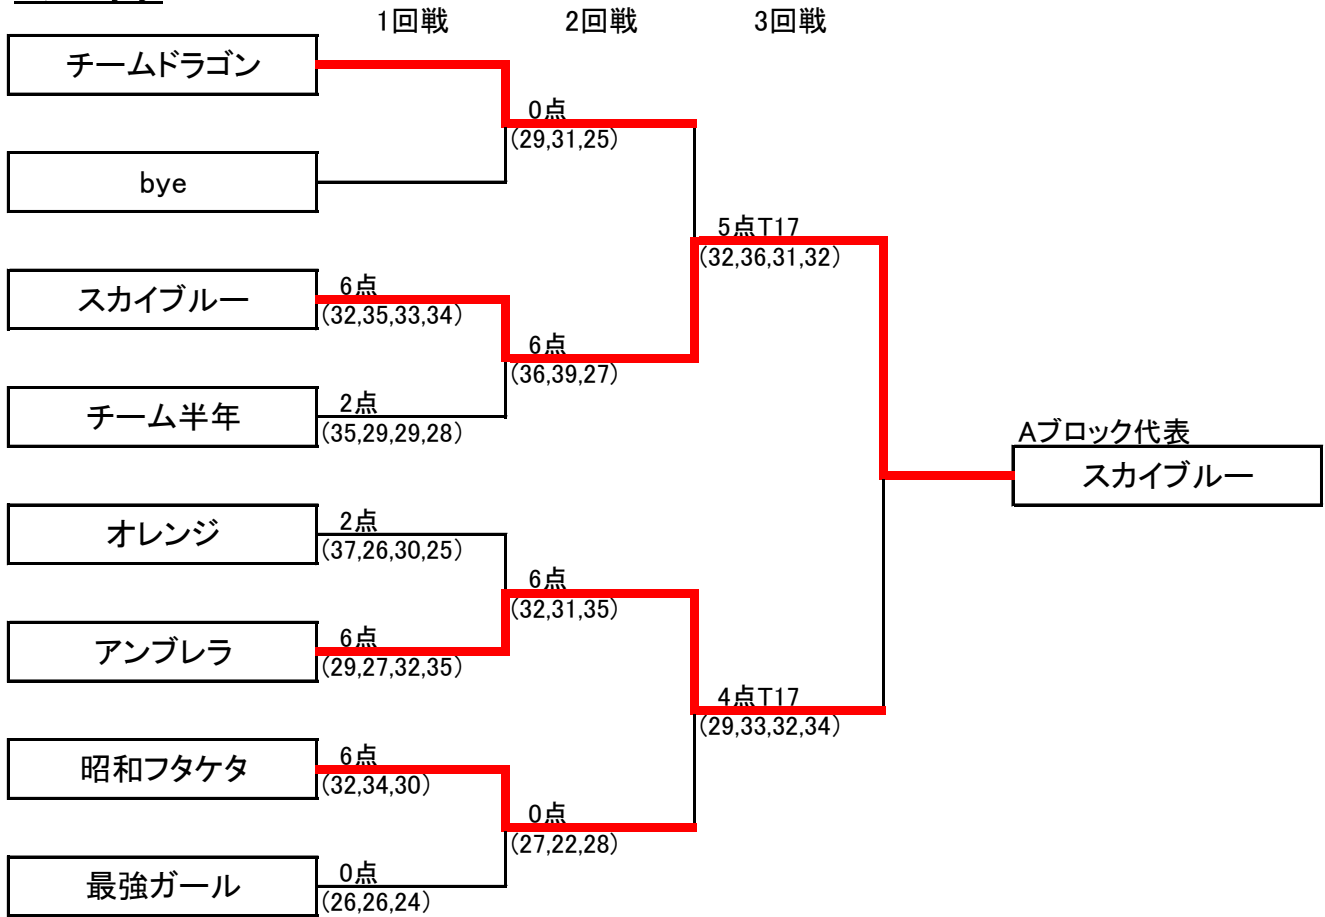 1回戦 2回戦 3回戦
チームドラゴン
0点
(29,31,25)
bye
5点T17
(32,36,31,32)
スカイブルー
6点
(32,35,33,34)
6点
(36,39,27)
チーム半年
2点
(35,29,29,28)
Aブロック代表
スカイブルー
オレンジ
2点
(37,26,30,25)
6点
(32,31,35)
アンブレラ
6点
(29,27,32,35)
4点T17
(29,33,32,34)
昭和フタケタ
6点
(32,34,30)
0点
(27,22,28)
最強ガール
0点
(26,26,24)